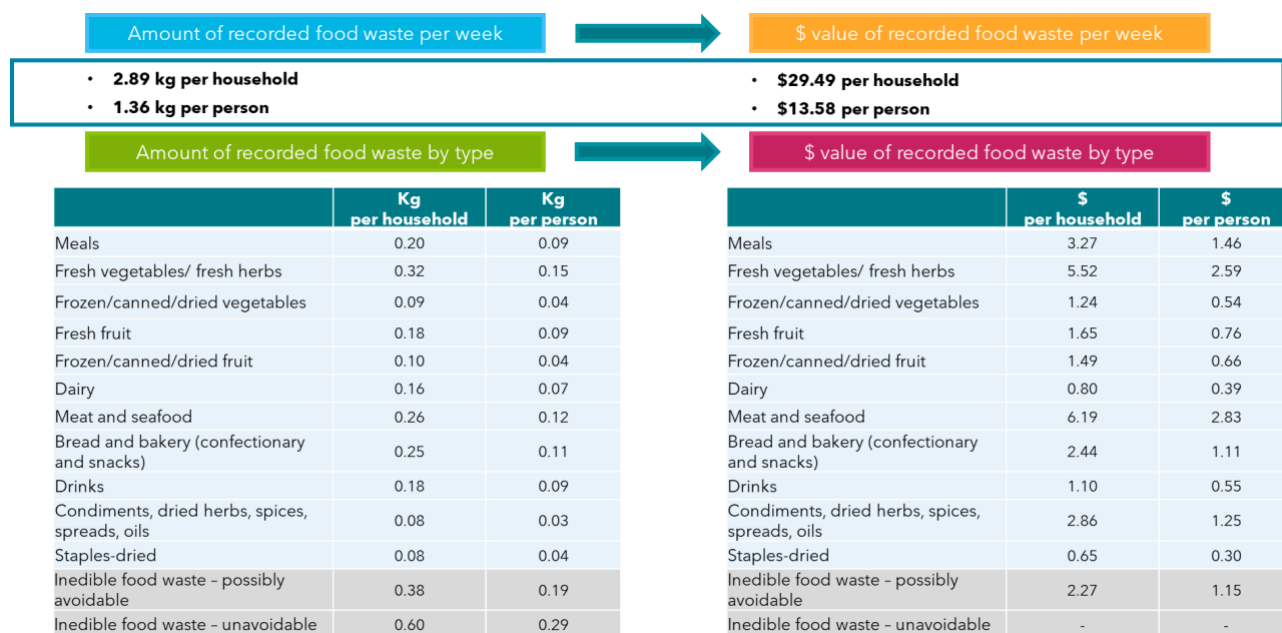 Amount of recorded food waste per week
$ value of recorded food waste per week
• 2.89 kg per household
• 1.36 kg per person
• $29.49 per household
• $13.58 per person
Amount of recorded food waste by type
$ value of recorded food waste by type
Kg per household Kg per person
Meals 0.20 0.09
Fresh vegetables/ fresh herbs 0.32 0.15
Frozen/canned/dried vegetables 0.09 0.04
Fresh fruit 0.18 0.09
Frozen/canned/dried fruit 0.10 0.04
Dairy 0.16 0.07
Meat and seafood 0.26 0.12
Bread and bakery (confectionary
and snacks) 0.25 0.11
Drinks 0.18 0.09
Condiments, dried herbs, spices,
spreads, oils 0.08 0.03
Staples-dried 0.08 0.04
Inedible food waste – possibly
avoidable 0.38 0.19
Inedible food waste – unavoidable 0.60 0.29
$ per household $ per person
Meals 3.27 1.46
Fresh vegetables/ fresh herbs 5.52 2.59
Frozen/canned/dried vegetables 1.24 0.54
Fresh fruit 1.65 0.76
Frozen/canned/dried fruit 1.49 0.66
Dairy 0.80 0.39
Meat and seafood 6.19 2.83
Bread and bakery (confectionary
and snacks) 2.44 1.11
Drinks 1.10 0.55
Condiments, dried herbs, spices,
spreads, oils 2.86 1.25
Staples-dried 0.65 0.30
Inedible food waste – possibly
avoidable 2.27 1.15
Inedible food waste – unavoidable - -